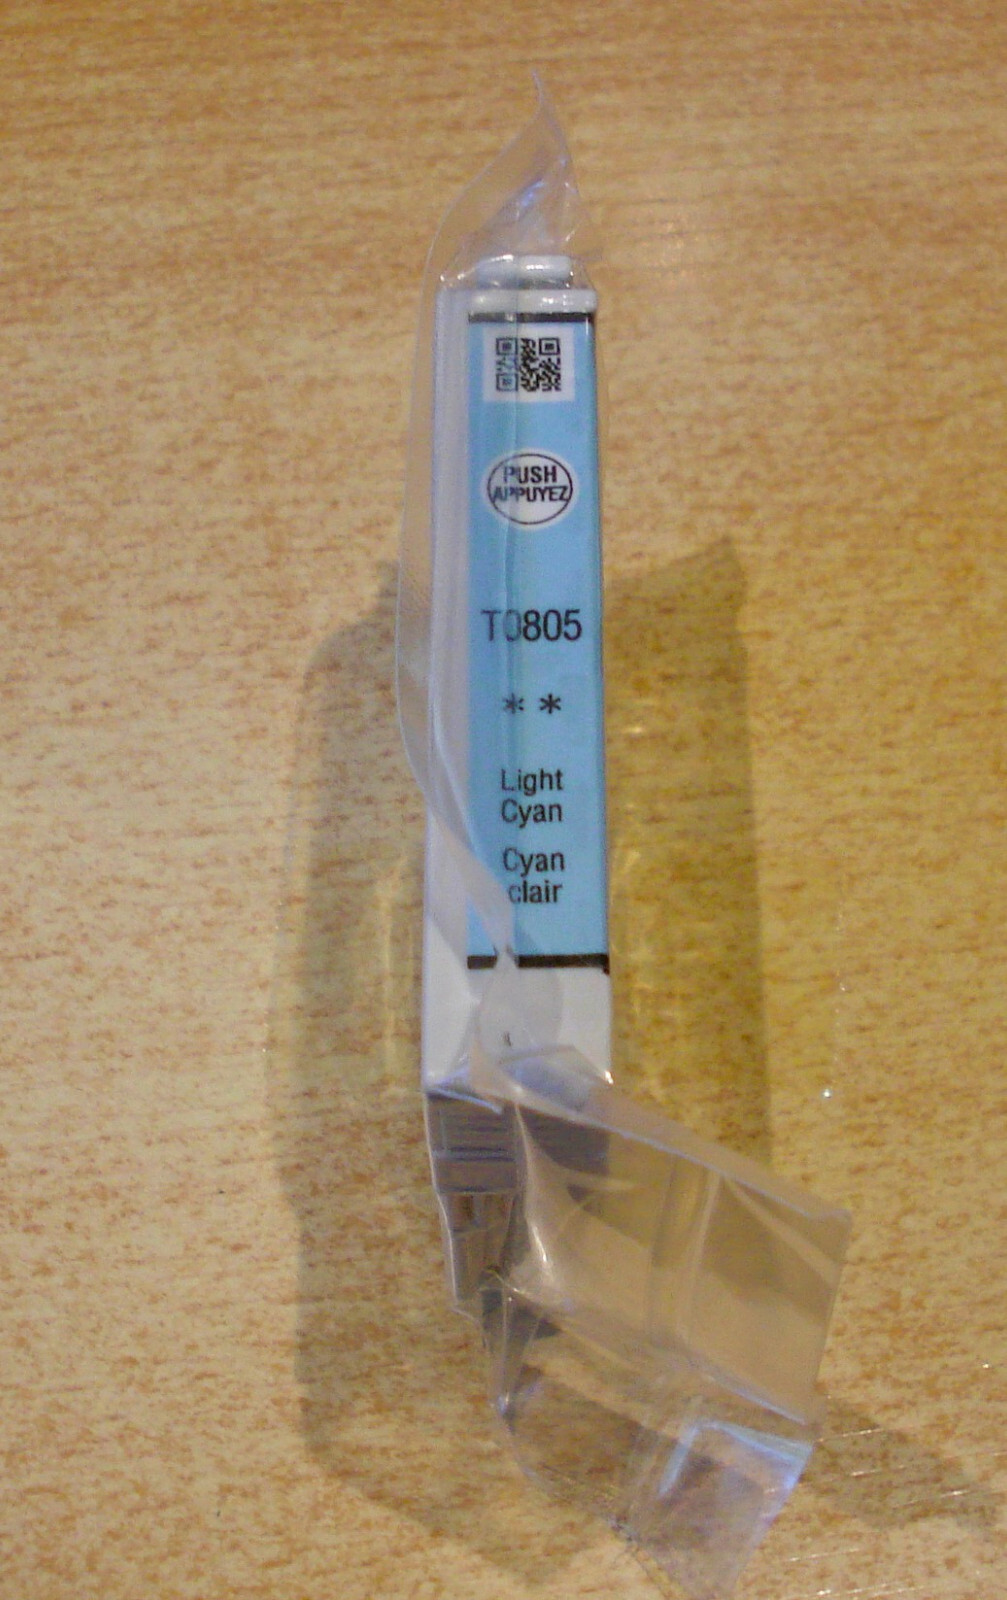 PUSH
APPUYEZ
T0805
* *
Light
Cyan
Cyan
clair